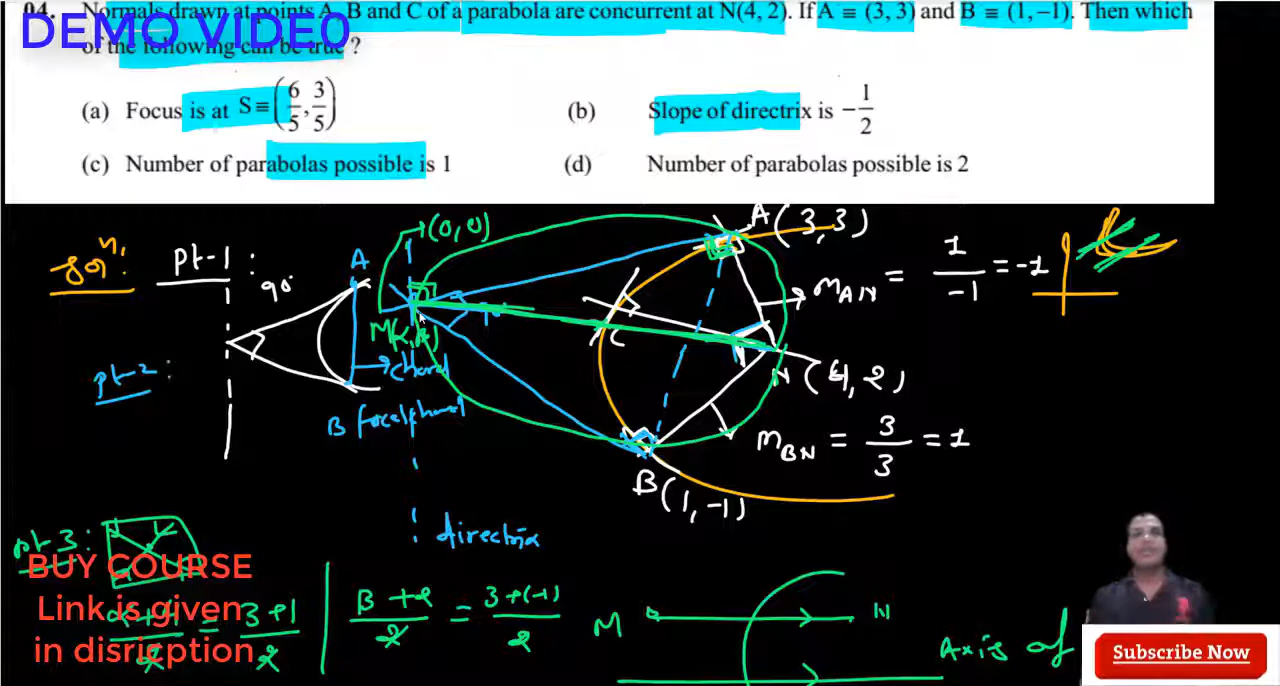 04. Normals drawn at points A, B and C of a parabola are concurrent at N(4, 2). If A ≡ (3, 3) and B ≡ (1, −1). Then which
of the following can be true ?
DEMO VIDEO
(a) Focus is at S ≡ (6/5, 3/5)
(b) Slope of directrix is −1/2
(c) Number of parabolas possible is 1
(d) Number of parabolas possible is 2
solⁿ:
pt-1 :
90°
A
(0, 0)
A (3, 3)
m_AN = 1/-1 = -1
pt-2 :
chord
B focal chord
C
N (4, 2)
m_BN = 3/3 = 1
B (1, -1)
directrix
pt 3 :
BUY COURSE
Link is given
in disrieption
= 3+1/2
β + 2/2 = 3+(-1)/2
M
N
Axis of
Subscribe Now